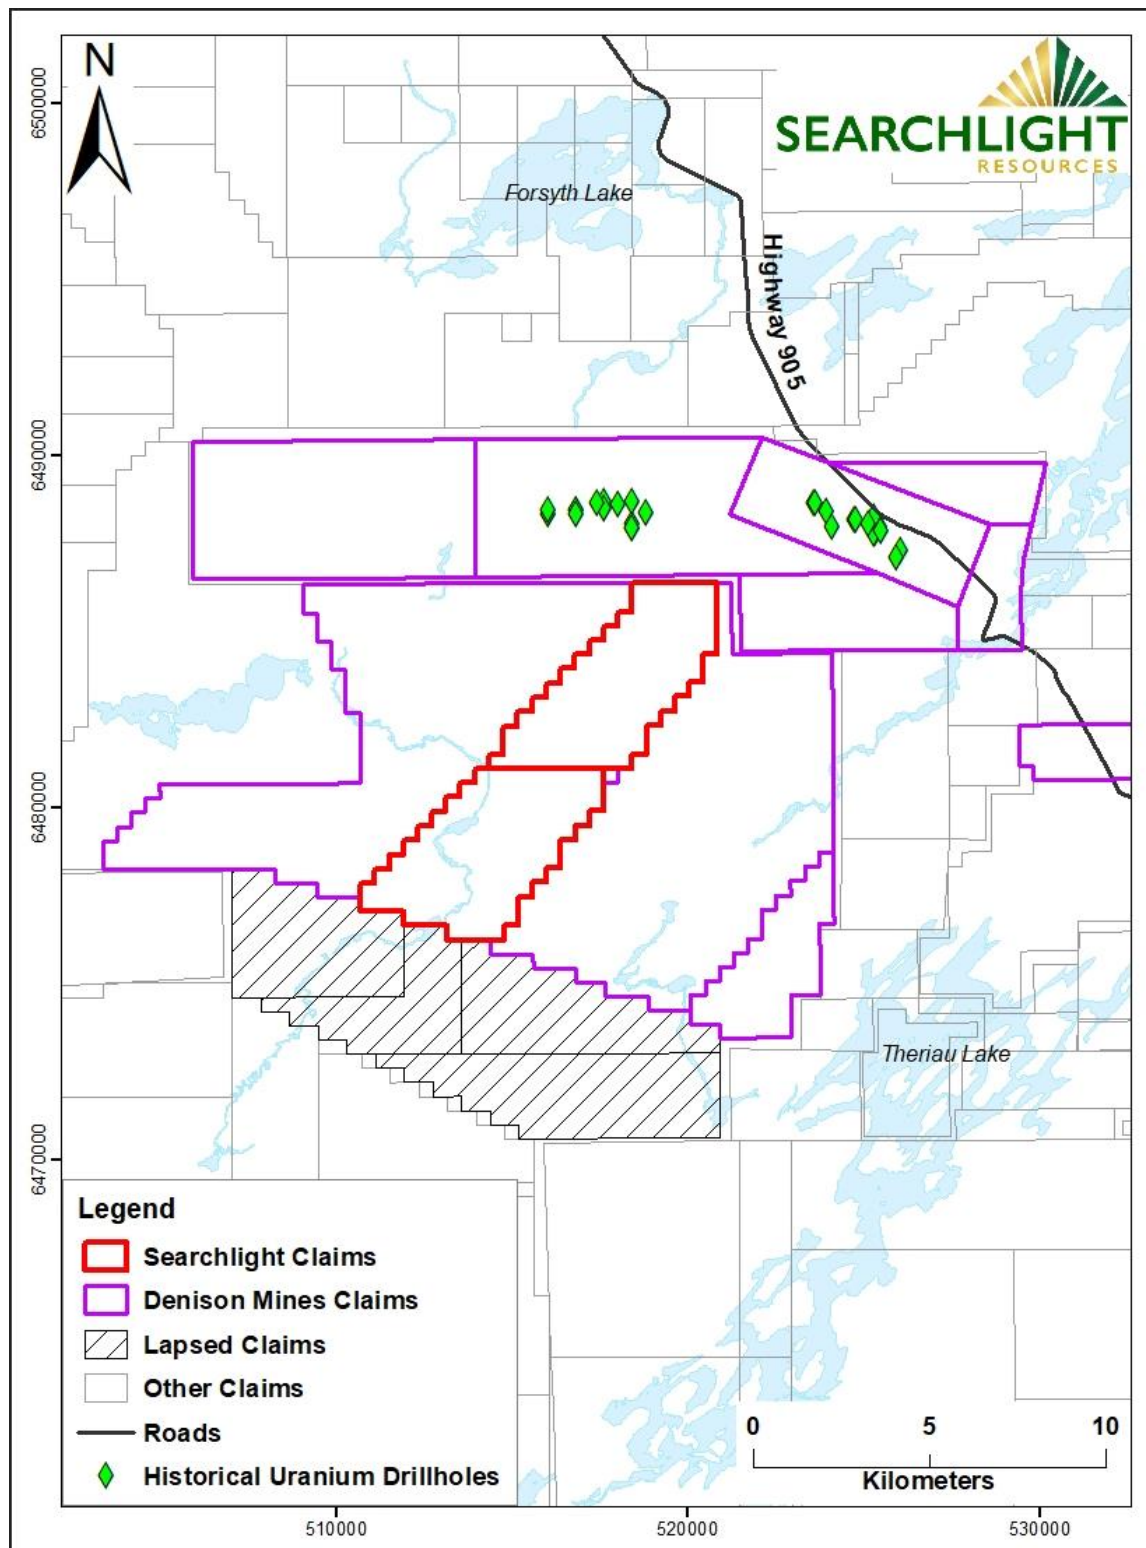 N
SEARCHLIGHT
RESOURCES
6500000
Forsyth Lake
Highway 905
6490000
6480000
Theriau Lake
6470000
Legend
Searchlight Claims
Denison Mines Claims
Lapsed Claims
Other Claims
Roads
Historical Uranium Drillholes
0 5 10
Kilometers
510000 520000 530000